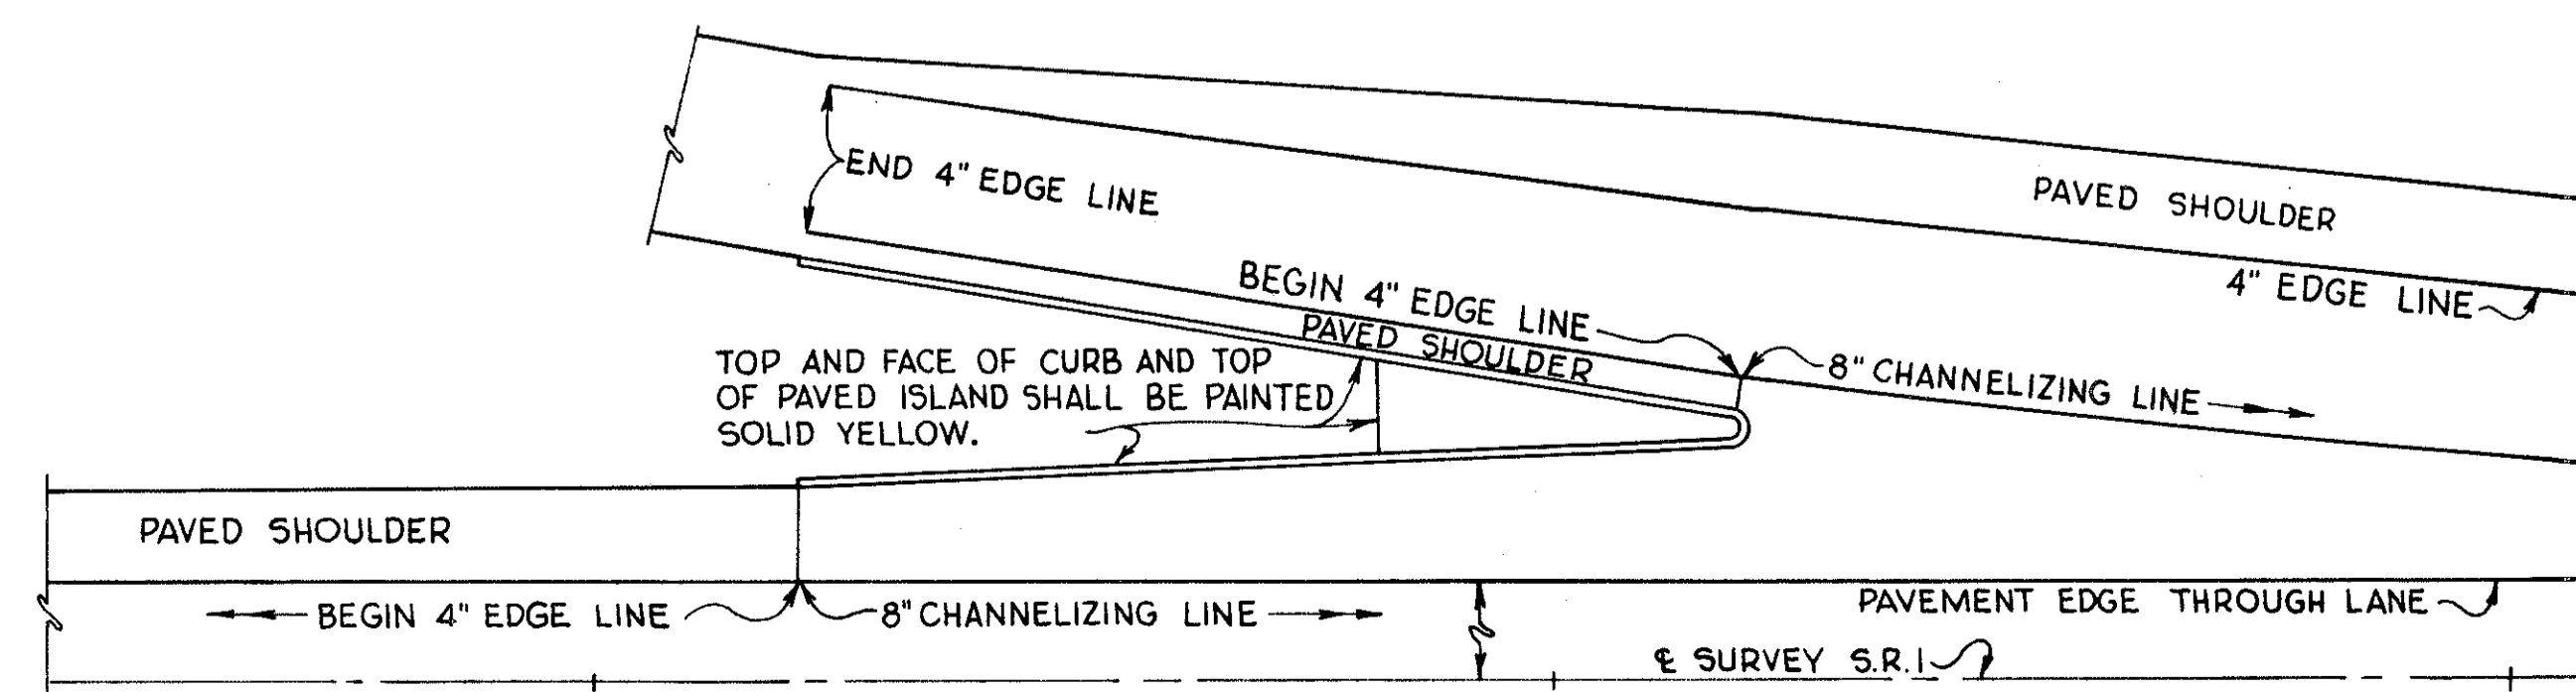 END 4" EDGE LINE
PAVED SHOULDER
4" EDGE LINE
BEGIN 4" EDGE LINE
PAVED SHOULDER
8" CHANNELIZING LINE
TOP AND FACE OF CURB AND TOP
OF PAVED ISLAND SHALL BE PAINTED
SOLID YELLOW.
PAVED SHOULDER
BEGIN 4" EDGE LINE
8" CHANNELIZING LINE
PAVEMENT EDGE THROUGH LANE
℄ SURVEY S.R.1